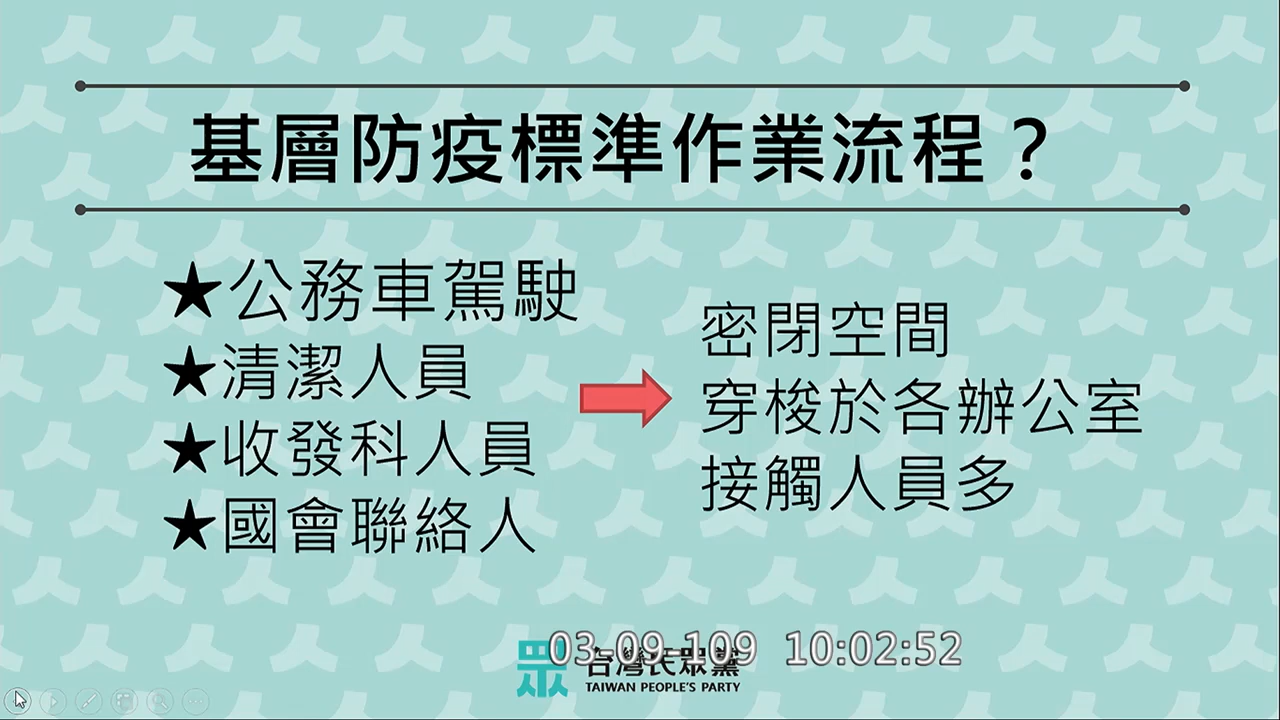 基層防疫標準作業流程？
★公務車駕駛
★清潔人員
★收發科人員
★國會聯絡人
密閉空間
穿梭於各辦公室
接觸人員多
03-09-109 10:02:52
眾 台灣民眾黨
TAIWAN PEOPLE'S PARTY